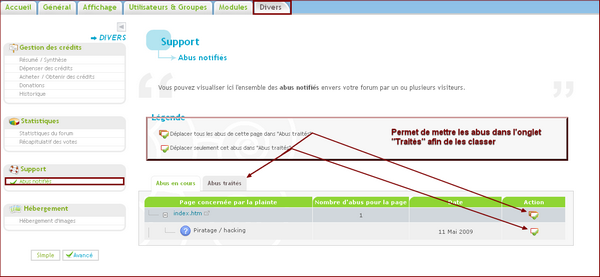 Accueil Général Affichage Utilisateurs & Groupes Modules Divers
DIVERS
Gestion des crédits
Résumé / Synthèse
Dépenser des crédits
Acheter / Obtenir des crédits
Donations
Historique
Statistiques
Statistiques du forum
Récapitulatif des votes
Support
Abus notifiés
Hébergement
Hébergement d'images
Simple Avancé
Support
Abus notifiés
Vous pouvez visualiser ici l'ensemble des abus notifiés envers votre forum par un ou plusieurs visiteurs.
Légende
Déplacer tous les abus de cette page dans "Abus traités"
Déplacer seulement cet abus dans "Abus traités"
Permet de mettre les abus dans l'onglet
"Traités" afin de les classer
Abus en cours Abus traités
Page concernée par la plainte Nombre d'abus pour la page Date Action
index.htm 1
Piratage / hacking 11 Mai 2009